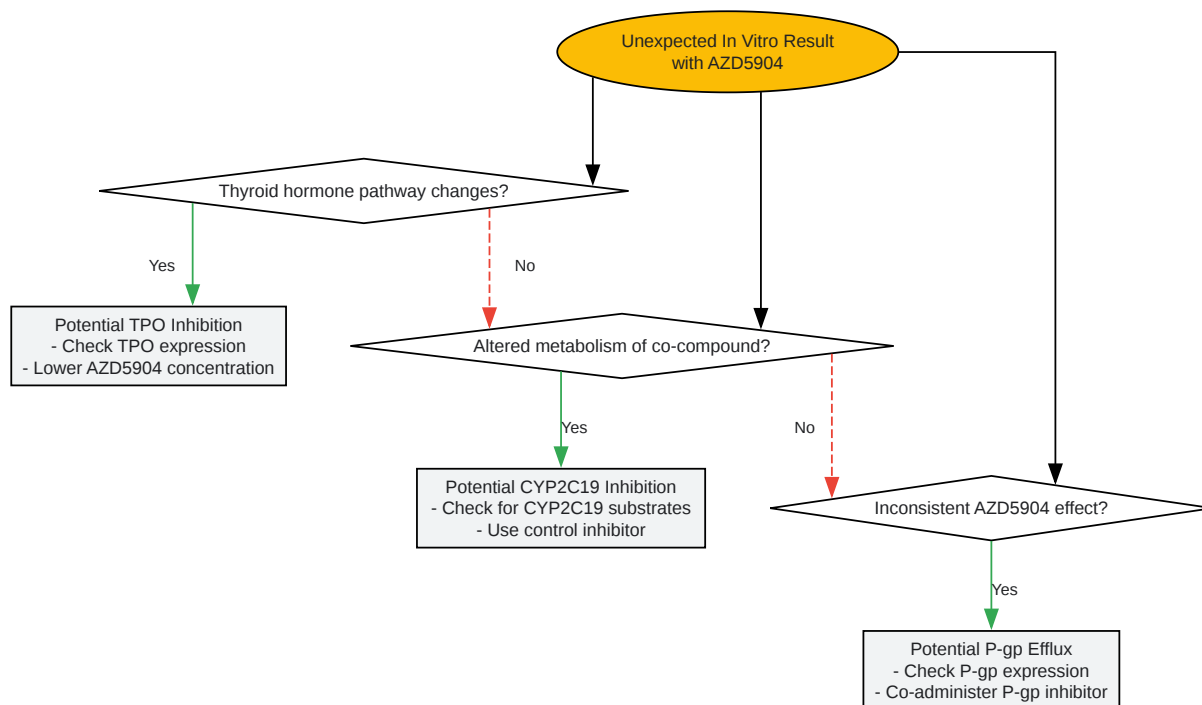 Unexpected In Vitro Result
with AZD5904
Thyroid hormone pathway changes?
Yes
No
Potential TPO Inhibition
- Check TPO expression
- Lower AZD5904 concentration
Altered metabolism of co-compound?
Yes
No
Potential CYP2C19 Inhibition
- Check for CYP2C19 substrates
- Use control inhibitor
Inconsistent AZD5904 effect?
Yes
Potential P-gp Efflux
- Check P-gp expression
- Co-administer P-gp inhibitor